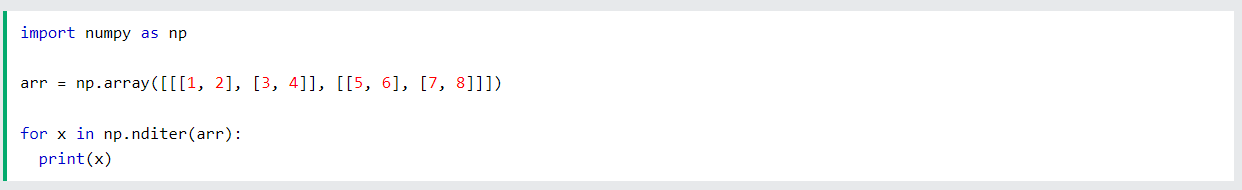 import numpy as np
arr = np.array([[[1, 2], [3, 4]], [[5, 6], [7, 8]]])
for x in np.nditer(arr):
  print(x)